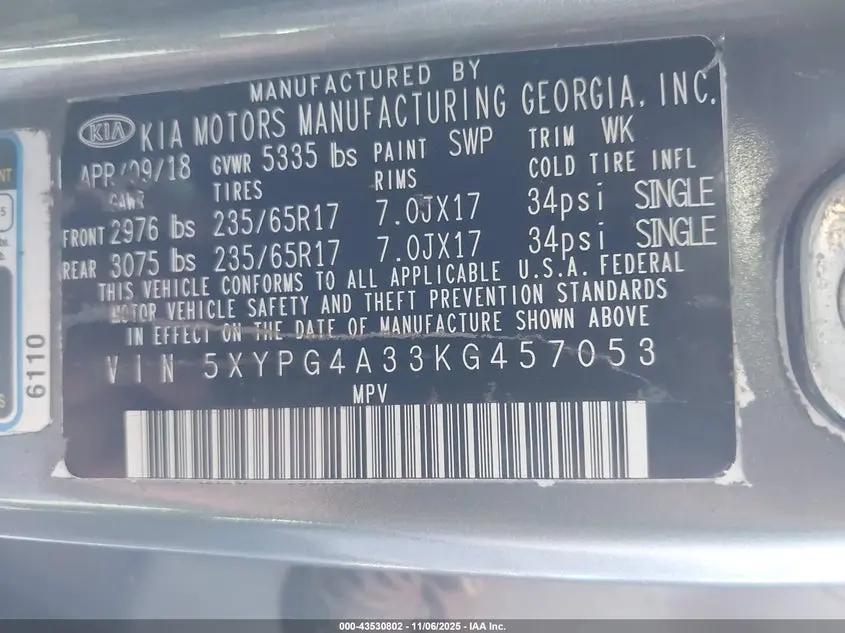 MANUFACTURED BY
KIA KIA MOTORS MANUFACTURING GEORGIA, INC.
APR/09/18 GVWR 5335 lbs PAINT SWP TRIM WK
GAWR TIRES RIMS COLD TIRE INFL
FRONT 2976 lbs 235/65R17 7.0JX17 34psi SINGLE
REAR 3075 lbs 235/65R17 7.0JX17 34psi SINGLE
THIS VEHICLE CONFORMS TO ALL APPLICABLE U.S.A. FEDERAL
MOTOR VEHICLE SAFETY AND THEFT PREVENTION STANDARDS
IN EFFECT ON THE DATE OF MANUFACTURE SHOWN ABOVE
VIN 5XYPG4A33KG457053
MPV
6110
000-43530802 - 11/06/2025 - IAA Inc.